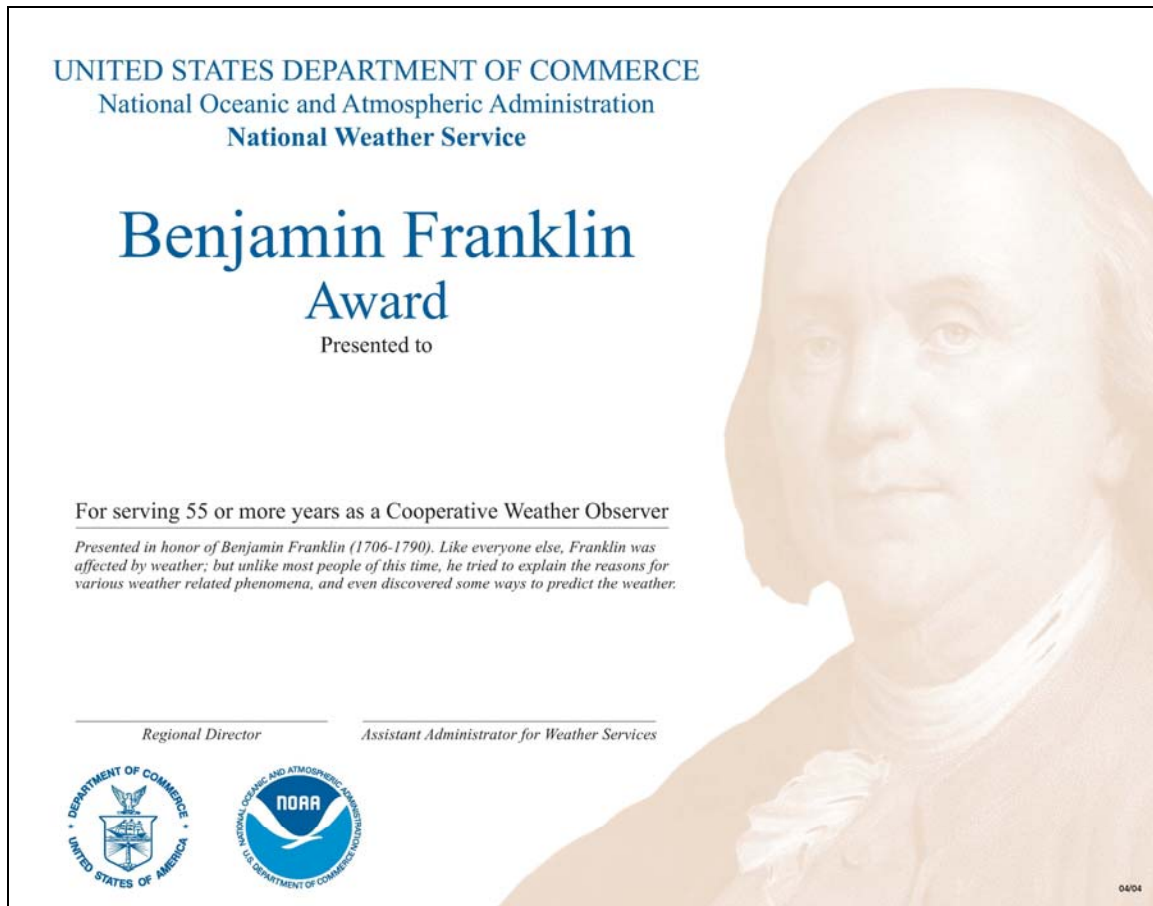 UNITED STATES DEPARTMENT OF COMMERCE
National Oceanic and Atmospheric Administration
National Weather Service
Benjamin Franklin
Award
Presented to
For serving 55 or more years as a Cooperative Weather Observer
Presented in honor of Benjamin Franklin (1706-1790). Like everyone else, Franklin was
affected by weather; but unlike most people of this time, he tried to explain the reasons for
various weather related phenomena, and even discovered some ways to predict the weather.
Regional Director
Assistant Administrator for Weather Services
DEPARTMENT OF COMMERCE
UNITED STATES OF AMERICA
NATIONAL OCEANIC AND ATMOSPHERIC ADMINISTRATION
NOAA
U.S. DEPARTMENT OF COMMERCE
04/04